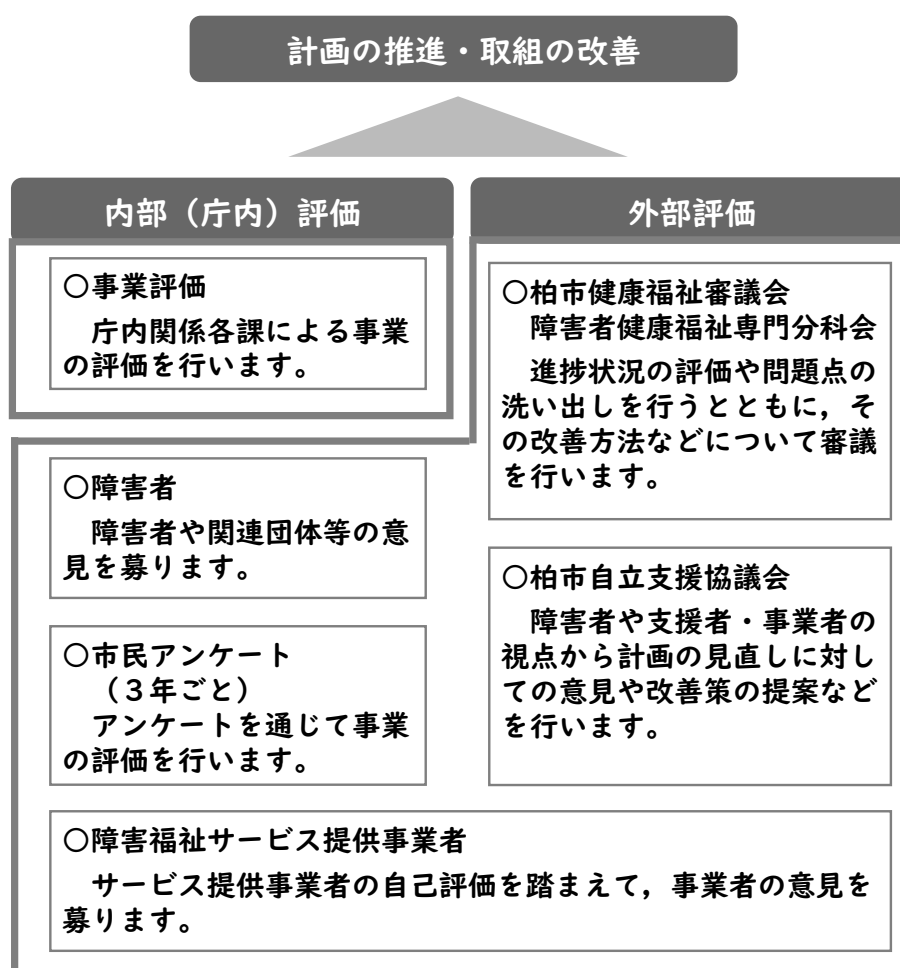 計画の推進・取組の改善
内部（庁内）評価
○事業評価
庁内関係各課による事業
の評価を行います。
外部評価
○柏市健康福祉審議会
障害者健康福祉専門分科会
進捗状況の評価や問題点の
洗い出しを行うとともに，そ
の改善方法などについて審議
を行います。
○障害者
障害者や関連団体等の意
見を募ります。
○柏市自立支援協議会
障害者や支援者・事業者の
視点から計画の見直しに対し
ての意見や改善策の提案など
を行います。
○市民アンケート
（３年ごと）
アンケートを通じて事業
の評価を行います。
○障害福祉サービス提供事業者
サービス提供事業者の自己評価を踏まえて，事業者の意見を
募ります。